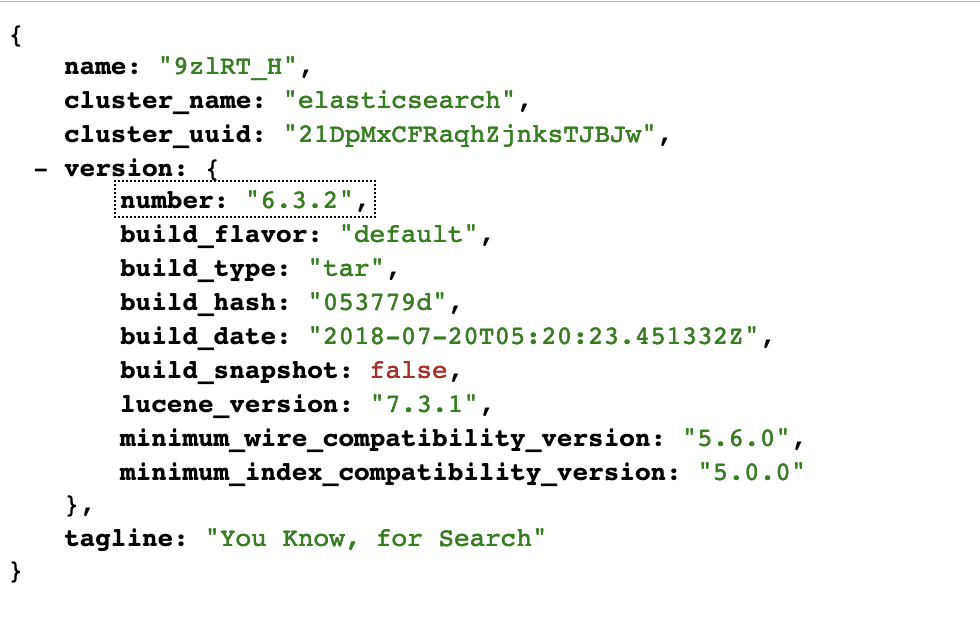 {
name: "9zlRT_H",
cluster_name: "elasticsearch",
cluster_uuid: "21DpMxCFRaqhZjnksTJBJw",
- version: {
number: "6.3.2",
build_flavor: "default",
build_type: "tar",
build_hash: "053779d",
build_date: "2018-07-20T05:20:23.451332Z",
build_snapshot: false,
lucene_version: "7.3.1",
minimum_wire_compatibility_version: "5.6.0",
minimum_index_compatibility_version: "5.0.0"
},
tagline: "You Know, for Search"
}